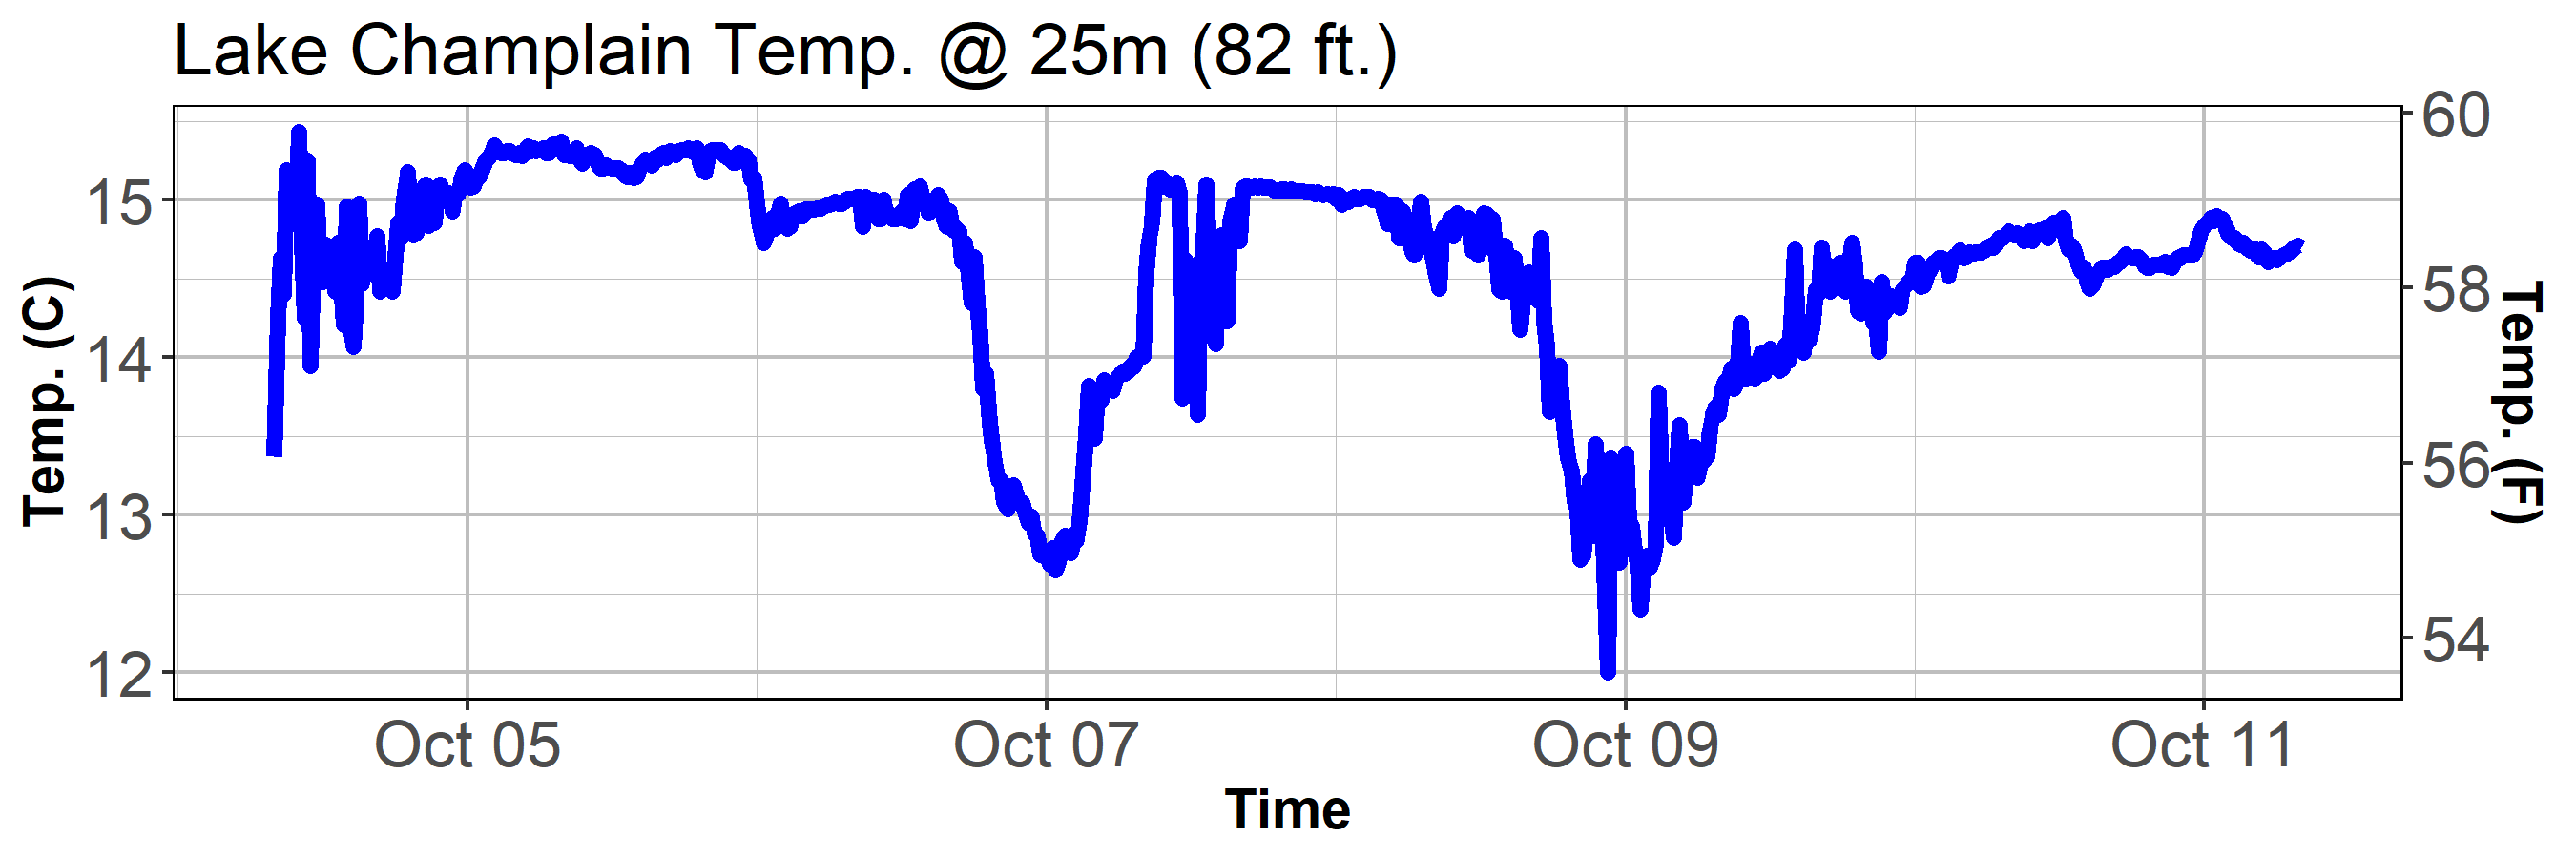 Lake Champlain Temp. @ 25m (82 ft.)
Temp. (C)
15
14
13
12
60
58
56
54
Temp. (F)
Oct 05
Oct 07
Oct 09
Oct 11
Time